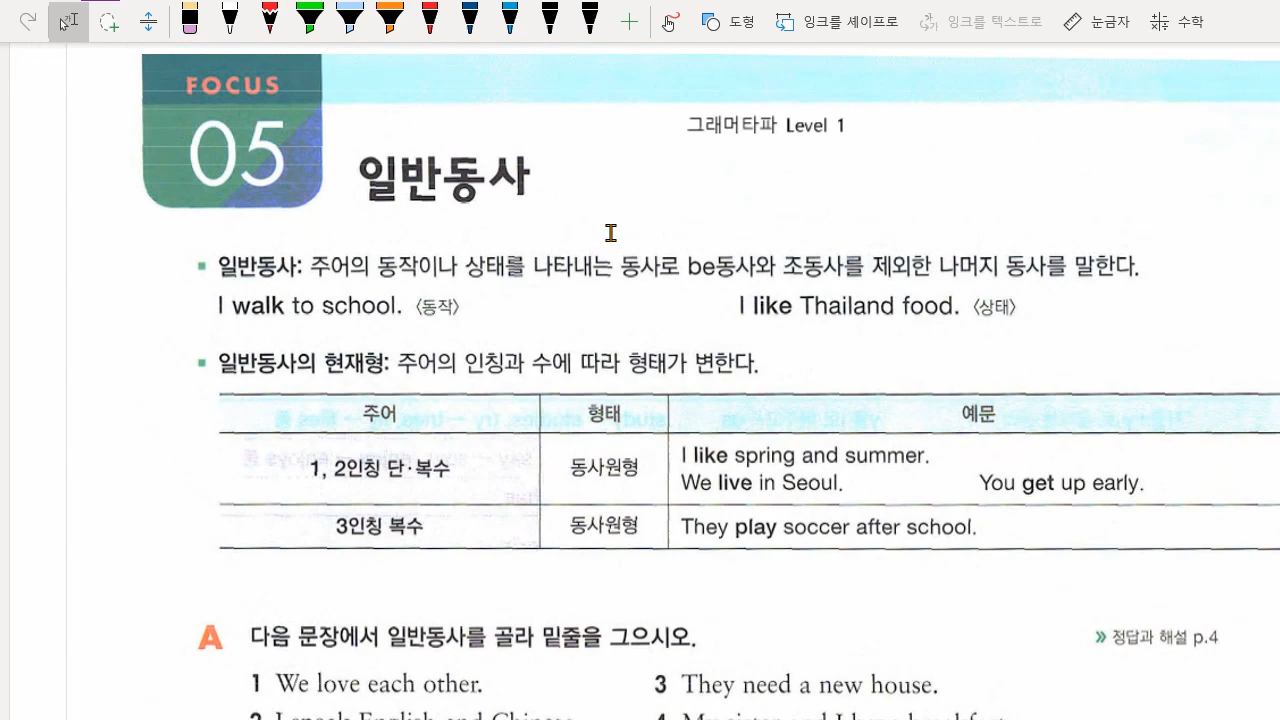 도형 잉크를 셰이프로 잉크를 텍스트로 눈금자 수학
FOCUS
05
그래머타파 Level 1
일반동사
일반동사: 주어의 동작이나 상태를 나타내는 동사로 be동사와 조동사를 제외한 나머지 동사를 말한다.
I walk to school. 〈동작〉 I like Thailand food. 〈상태〉
일반동사의 현재형: 주어의 인칭과 수에 따라 형태가 변한다.
주어 형태 예문
1, 2인칭 단·복수 동사원형 I like spring and summer.
We live in Seoul. You get up early.
3인칭 복수 동사원형 They play soccer after school.
A 다음 문장에서 일반동사를 골라 밑줄을 그으시오. » 정답과 해설 p.4
1 We love each other. 3 They need a new house.